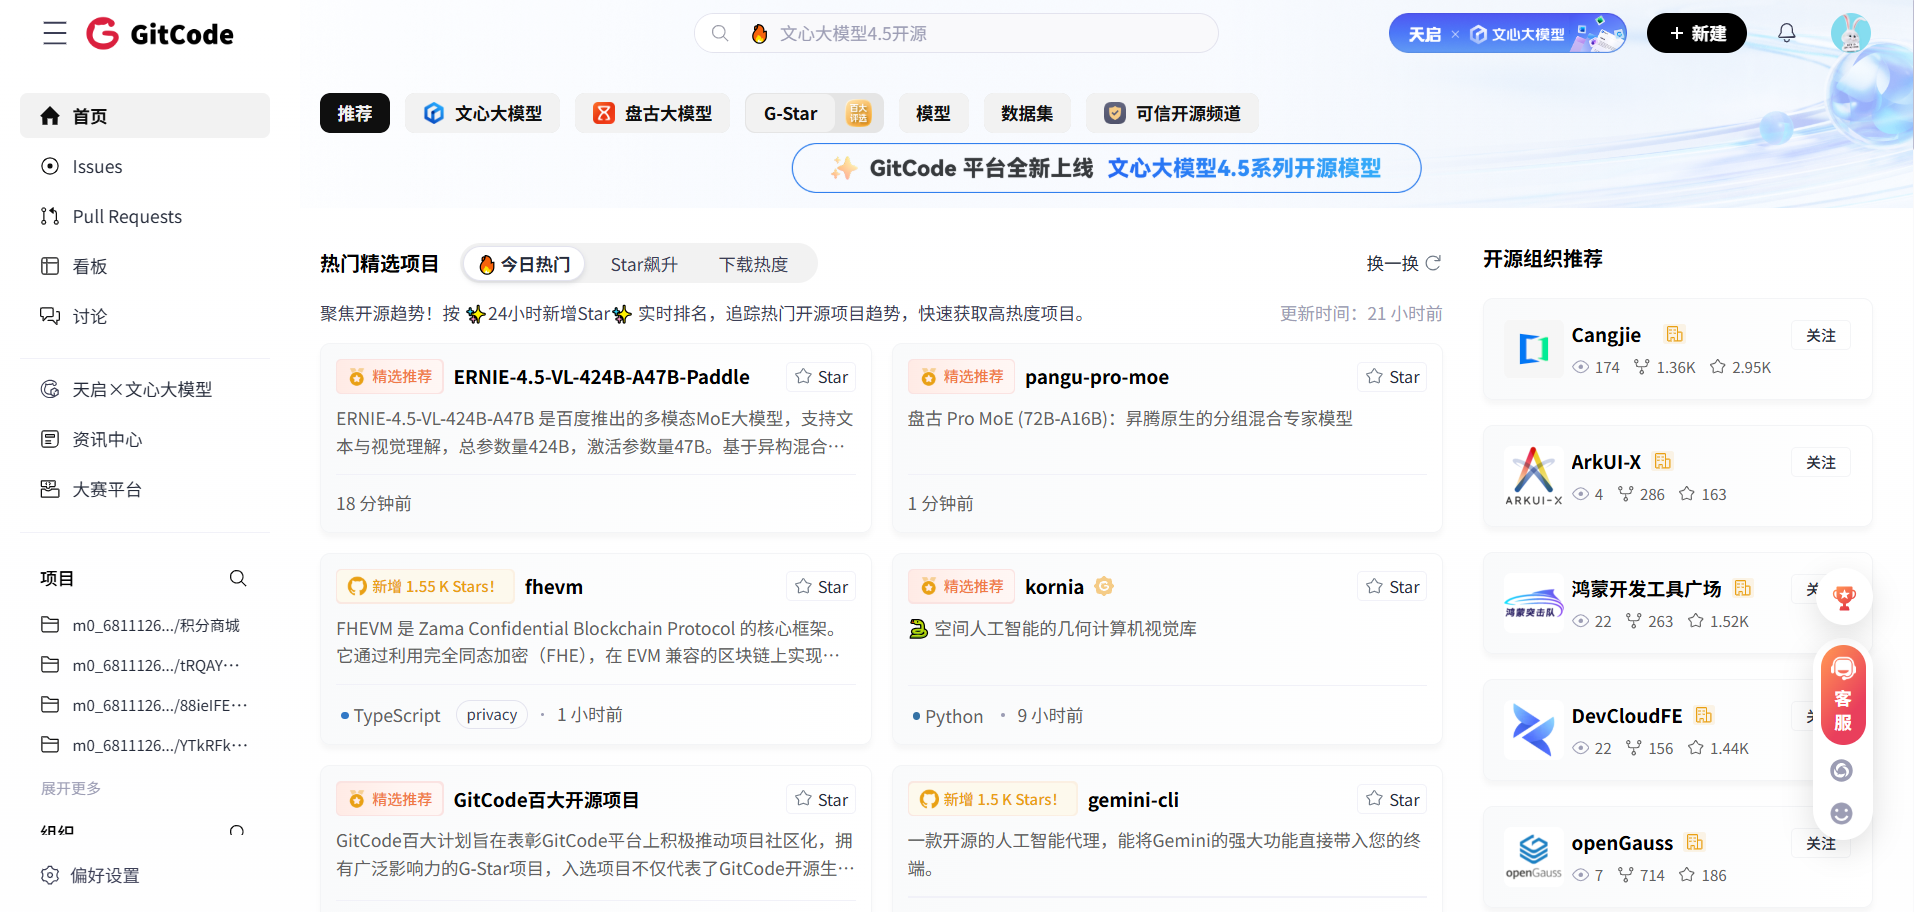 GitCode
文心大模型4.5开源
天启 × 文心大模型
+ 新建
首页
Issues
Pull Requests
看板
讨论
天启×文心大模型
资讯中心
大赛平台
项目
m0_6811126.../积分商城
m0_6811126.../tRQAY···
m0_6811126.../88ieIFE···
m0_6811126.../YTkRFk···
展开更多
组织
偏好设置
推荐
文心大模型
盘古大模型
G-Star
百大
评选
模型
数据集
可信开源频道
GitCode 平台全新上线 文心大模型4.5系列开源模型
热门精选项目
今日热门
Star飙升
下载热度
换一换
聚焦开源趋势！按 ✨24小时新增Star✨ 实时排名，追踪热门开源项目趋势，快速获取高热度项目。
更新时间：21 小时前
精选推荐 ERNIE-4.5-VL-424B-A47B-Paddle
Star
ERNIE-4.5-VL-424B-A47B 是百度推出的多模态MoE大模型，支持文
本与视觉理解，总参数量424B，激活参数量47B。基于异构混合···
18 分钟前
精选推荐 pangu-pro-moe
Star
盘古 Pro MoE (72B-A16B)：昇腾原生的分组混合专家模型
1 分钟前
新增 1.55 K Stars! fhevm
Star
FHEVM 是 Zama Confidential Blockchain Protocol 的核心框架。
它通过利用完全同态加密（FHE），在 EVM 兼容的区块链上实现···
TypeScript privacy · 1 小时前
精选推荐 kornia
Star
🐍 空间人工智能的几何计算机视觉库
Python · 9 小时前
精选推荐 GitCode百大开源项目
Star
GitCode百大计划旨在表彰GitCode平台上积极推动项目社区化，拥
有广泛影响力的G-Star项目，入选项目不仅代表了GitCode开源生···
新增 1.5 K Stars! gemini-cli
Star
一款开源的人工智能代理，能将Gemini的强大功能直接带入您的终
端。
开源组织推荐
Cangjie
关注
174 1.36K 2.95K
ARKUI-X
ArkUI-X
关注
4 286 163
鸿蒙突击队
鸿蒙开发工具广场
关
22 263 1.52K
DevCloudFE
关
22 156 1.44K
openGauss
openGauss
关注
7 714 186
客
服